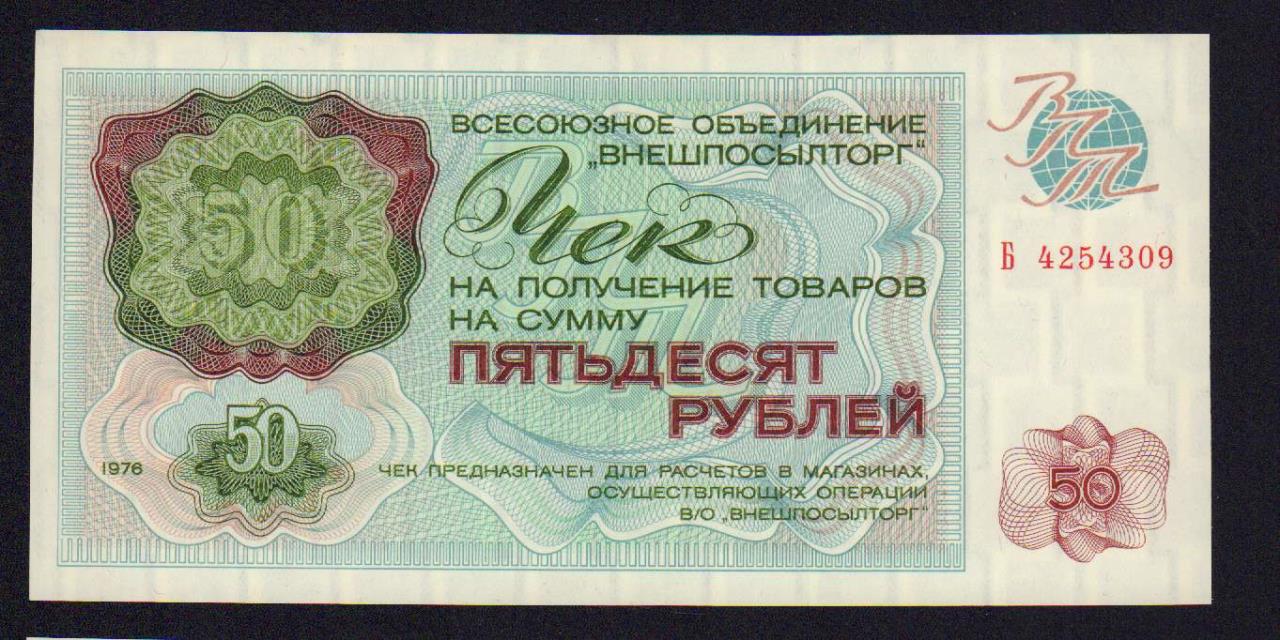 ВСЕСОЮЗНОЕ ОБЪЕДИНЕНИЕ
„ВНЕШПОСЫЛТОРГ“
Чек
НА ПОЛУЧЕНИЕ ТОВАРОВ
НА СУММУ
ПЯТЬДЕСЯТ
РУБЛЕЙ
50
50
1976
ЧЕК ПРЕДНАЗНАЧЕН ДЛЯ РАСЧЕТОВ В МАГАЗИНАХ,
ОСУЩЕСТВЛЯЮЩИХ ОПЕРАЦИИ
В/О „ВНЕШПОСЫЛТОРГ“
ВПТ
Б 4254309
50
ВПТ